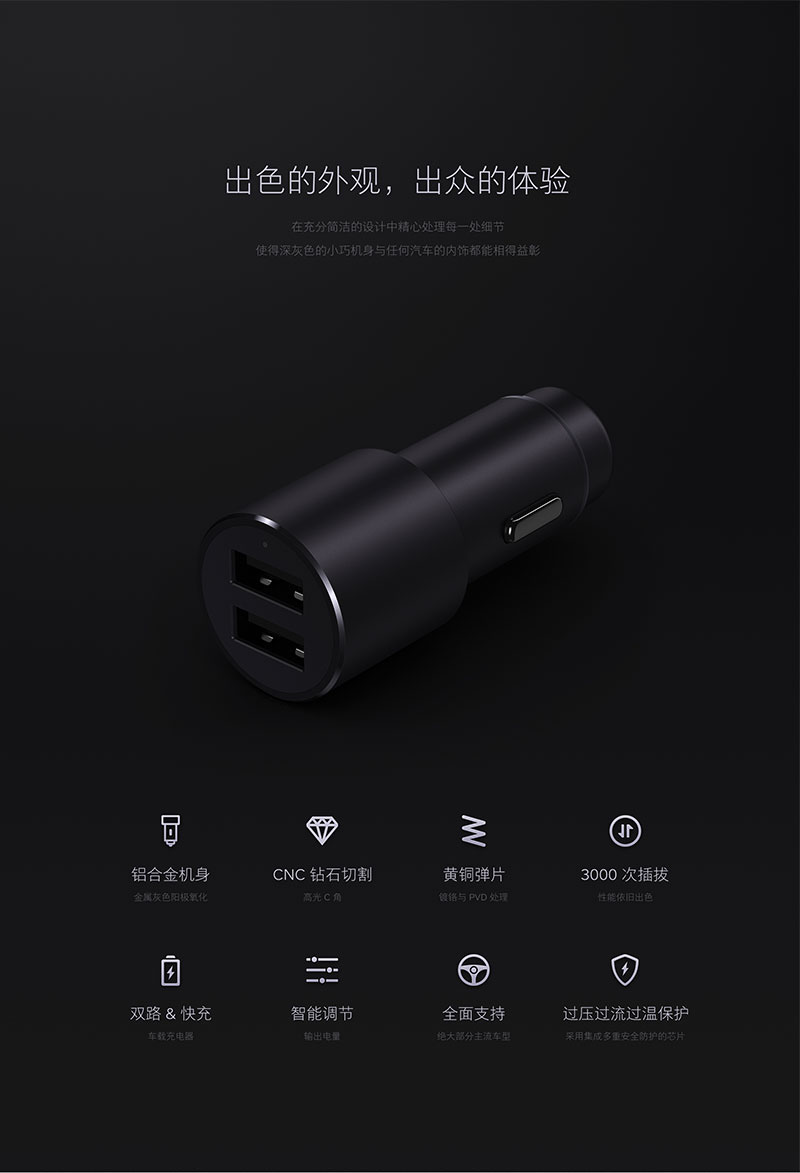 出色的外观，出众的体验
在充分简洁的设计中精心处理每一处细节
使得深灰色的小巧机身与任何汽车的内饰都能相得益彰
铝合金机身
CNC 钻石切割
黄铜弹片
3000 次插拔
金属灰色阳极氧化
高光 C 角
镀铬与 PVD 处理
性能依旧出色
双路 & 快充
智能调节
全面支持
过压过流过温保护
车载充电器
输出电量
绝大部分主流车型
采用集成多重安全防护的芯片